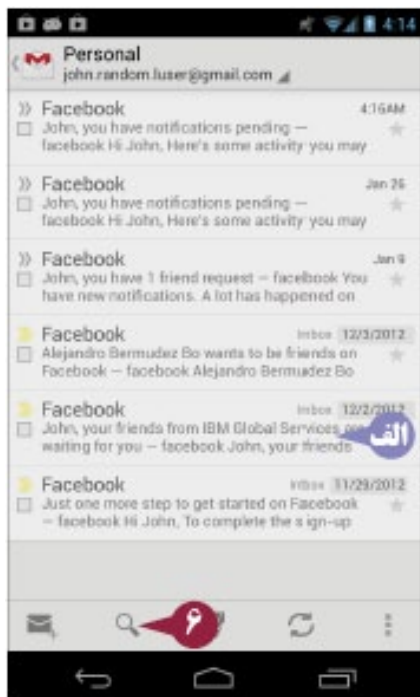 4:14
Personal
john.random.luser@gmail.com
Facebook 4:16AM
John, you have notifications pending —
facebook Hi John, Here's some activity you may
Facebook Jan 26
John, you have notifications pending —
facebook Hi John, Here's some activity you may
Facebook Jan 9
John, you have 1 friend request — facebook You
have new notifications. A lot has happened on
Facebook Inbox 12/3/2012
Alejandro Bermudez Bo wants to be friends on
Facebook — facebook Alejandro Bermudez Bo
Facebook Inbox 12/2/2012
John, your friends from IBM Global Services are
waiting for you — facebook John, your friends
الف
Facebook Inbox 11/29/2012
Just one more step to get started on Facebook
— facebook Hi John, To complete the sign-up
۶